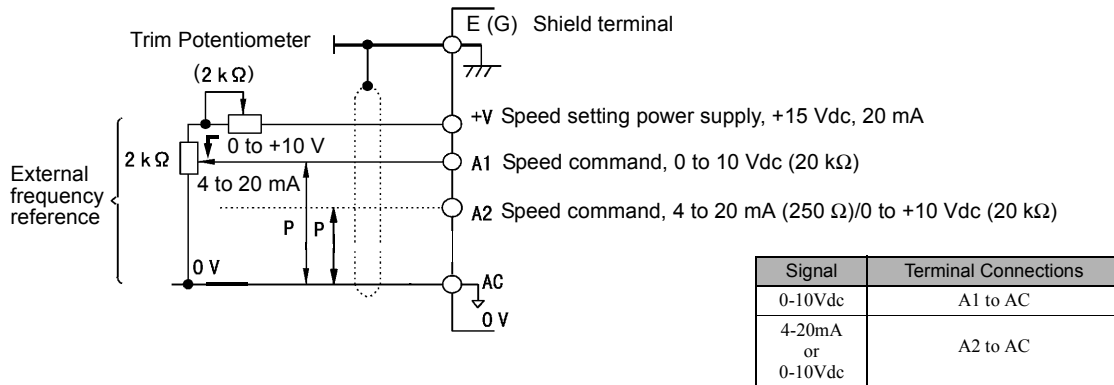 E (G) Shield terminal
Trim Potentiometer
(2 kΩ)
+V Speed setting power supply, +15 Vdc, 20 mA
0 to +10 V
2 kΩ
A1 Speed command, 0 to 10 Vdc (20 kΩ)
External
frequency
reference
4 to 20 mA
A2 Speed command, 4 to 20 mA (250 Ω)/0 to +10 Vdc (20 kΩ)
P P
0 V
AC
0 V
Signal Terminal Connections
0-10Vdc A1 to AC
4-20mA
or
0-10Vdc
A2 to AC